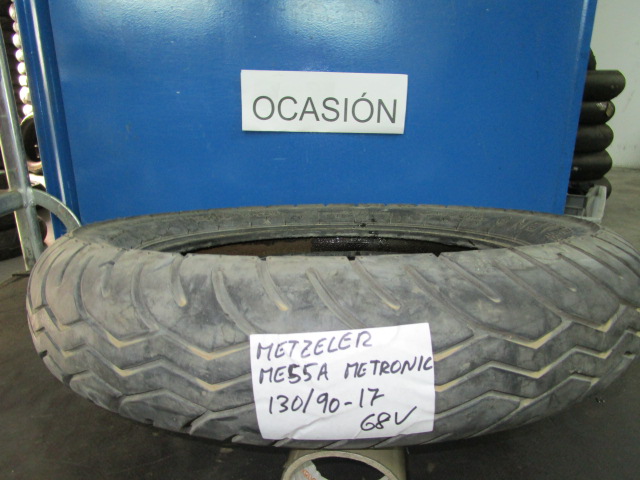 OCASIÓN
METZELER
ME55A METRONIC
130/90-17
68V